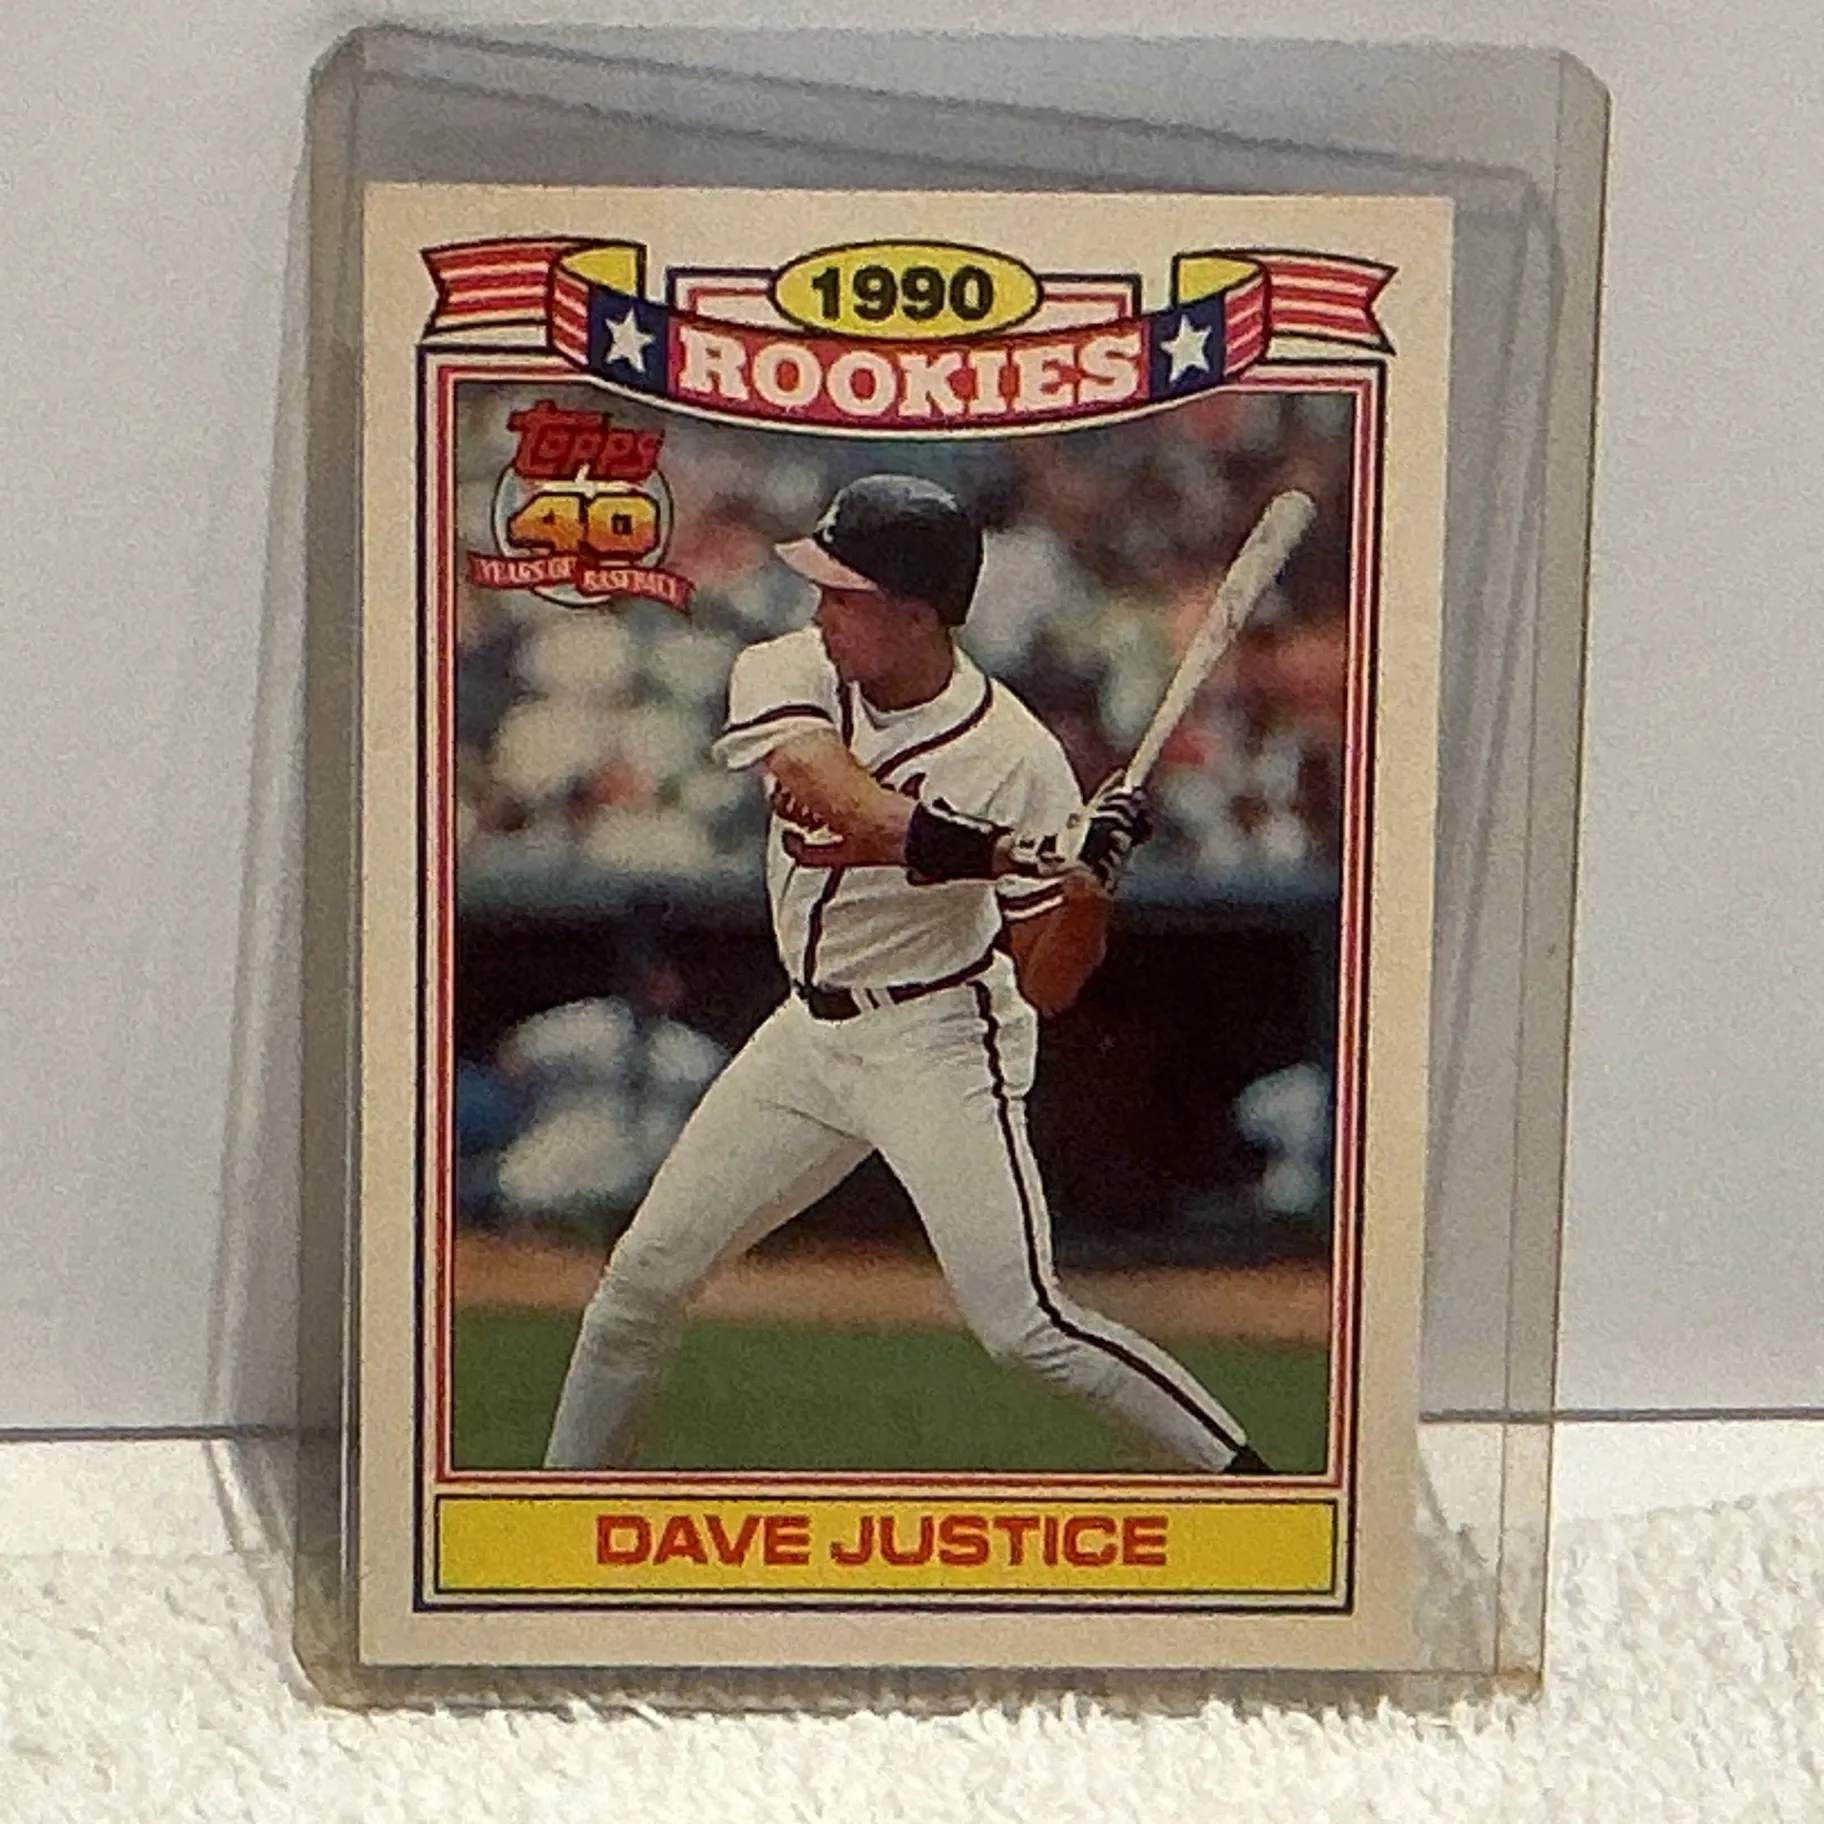 1990
ROOKIES
Topps
40
YEARS OF BASEBALL
DAVE JUSTICE